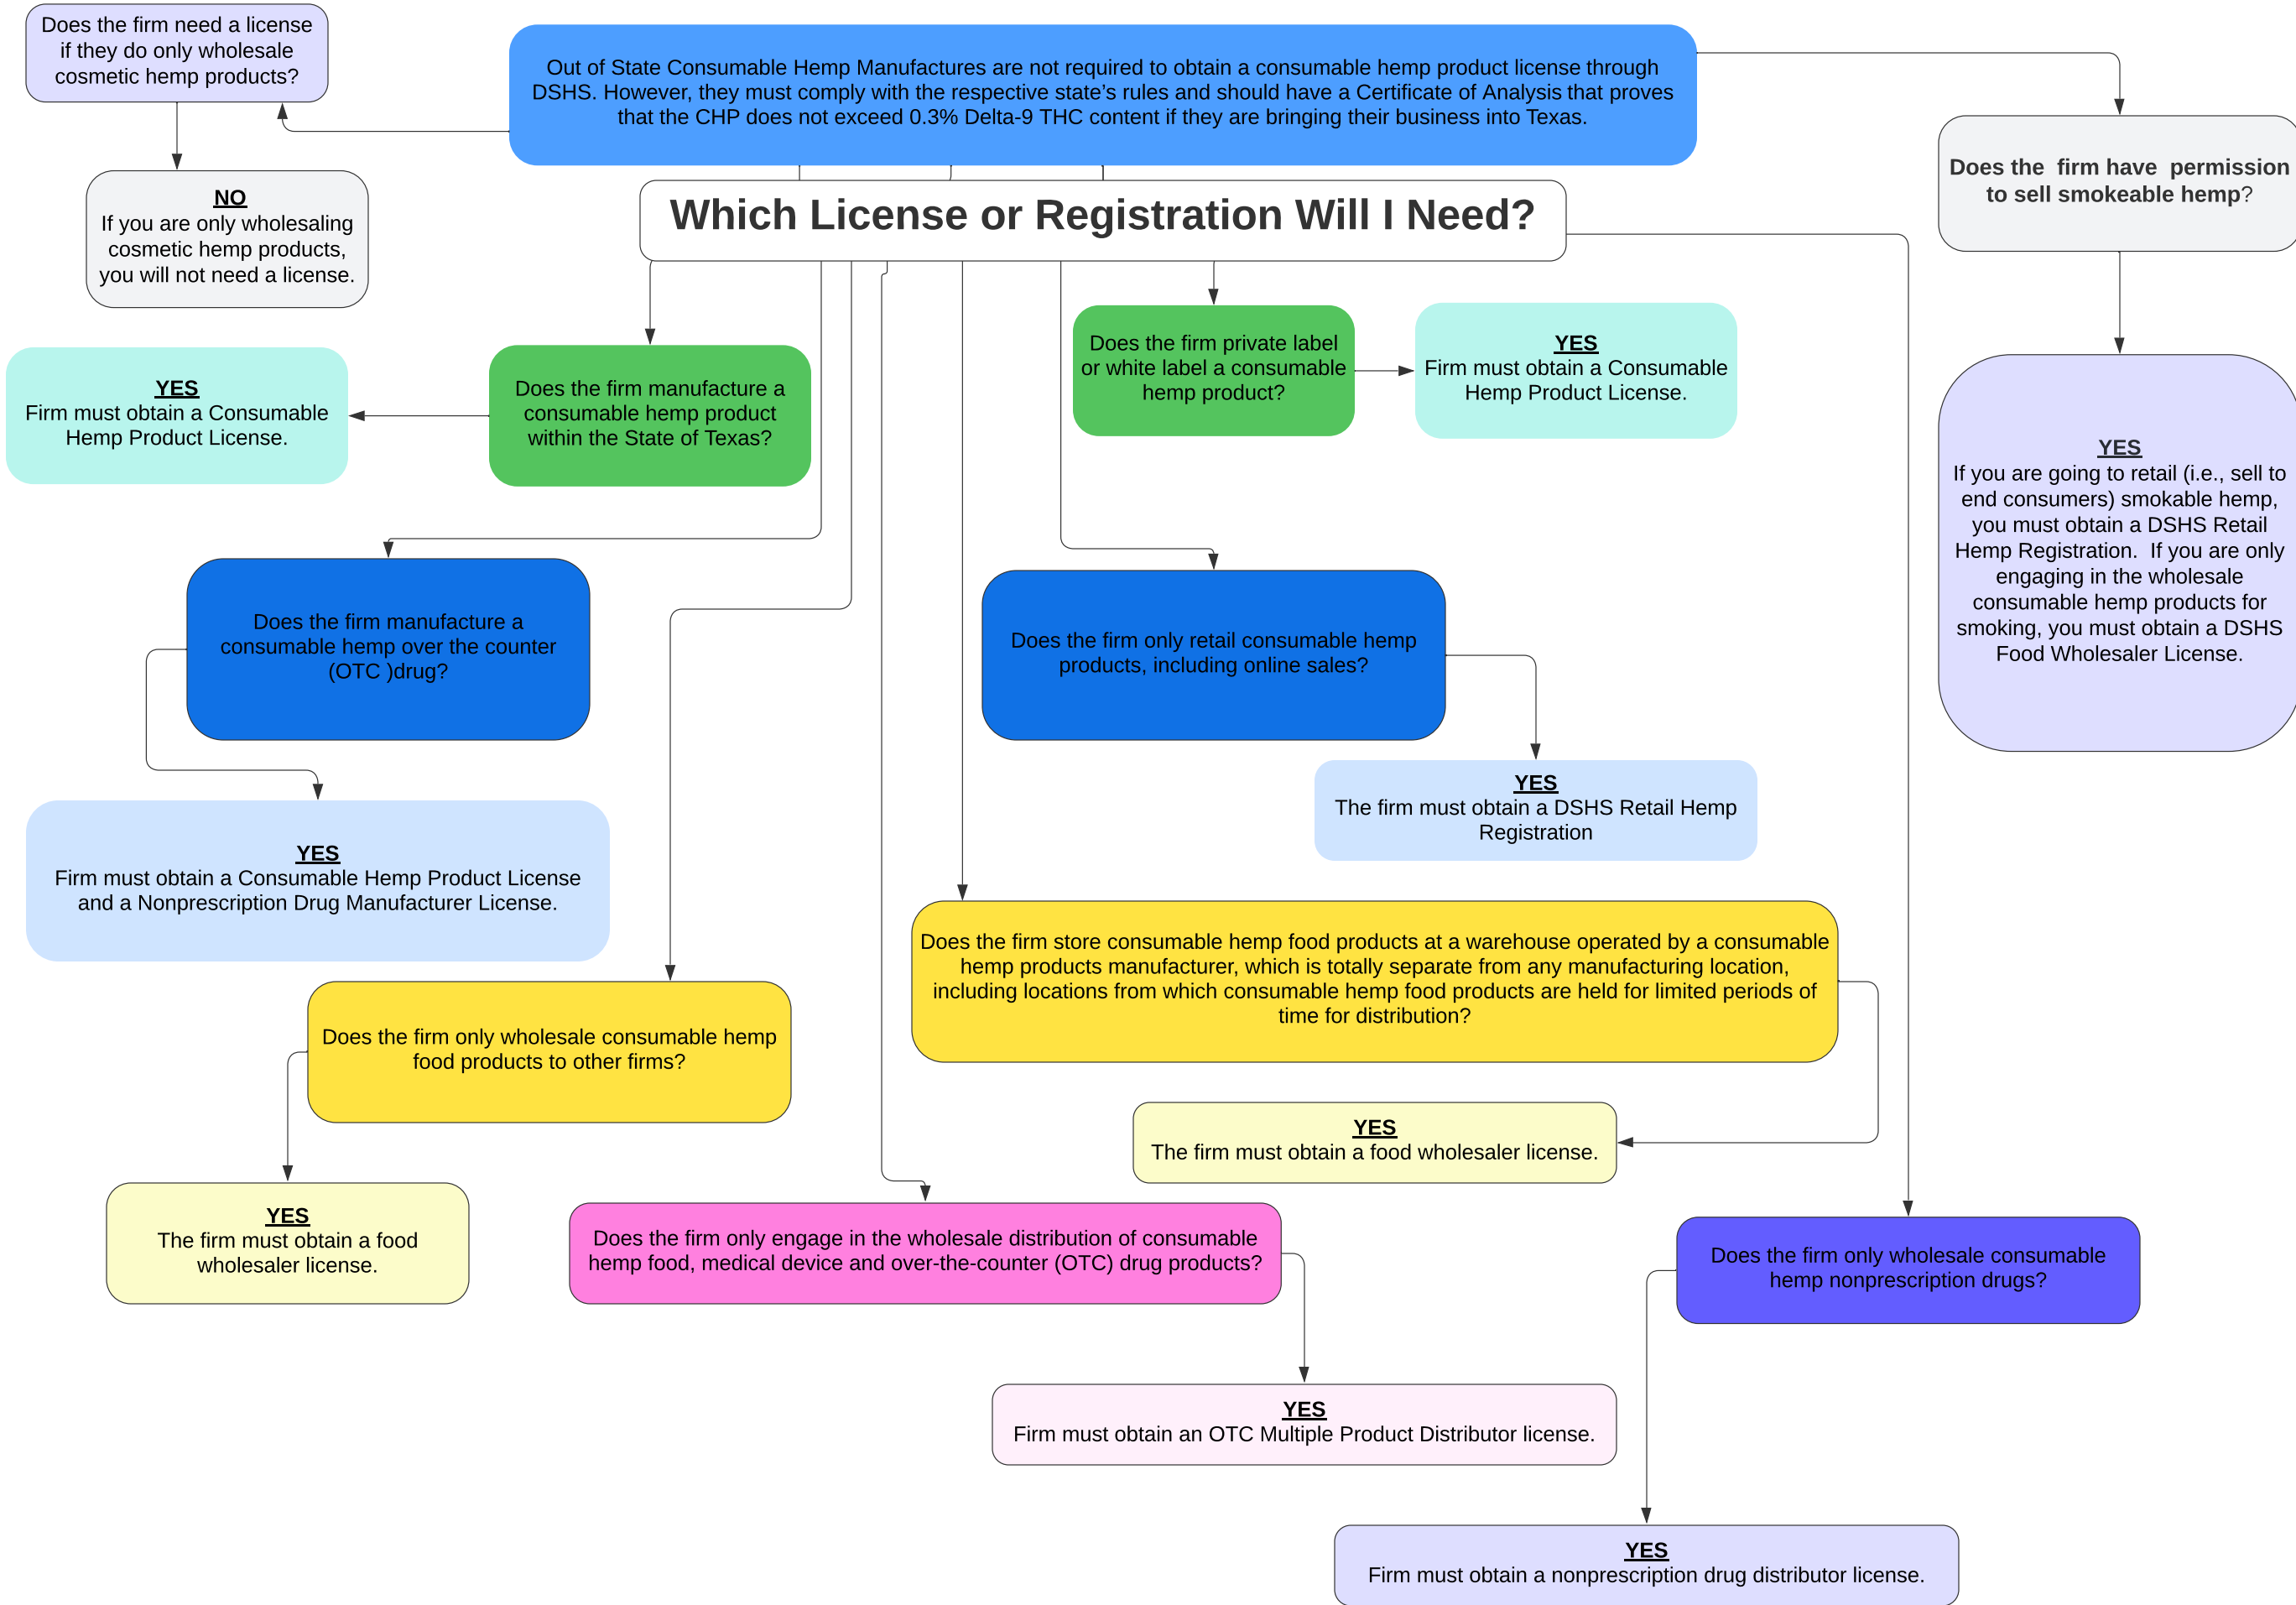 Does the firm need a license
if they do only wholesale
cosmetic hemp products?
Out of State Consumable Hemp Manufactures are not required to obtain a consumable hemp product license through
DSHS. However, they must comply with the respective state’s rules and should have a Certificate of Analysis that proves
that the CHP does not exceed 0.3% Delta-9 THC content if they are bringing their business into Texas.
Does the  firm have  permission
to sell smokeable hemp?
NO
If you are only wholesaling
cosmetic hemp products,
you will not need a license.
Which License or Registration Will I Need?
YES
Firm must obtain a Consumable
Hemp Product License.
Does the firm manufacture a
consumable hemp product
within the State of Texas?
Does the firm private label
or white label a consumable
hemp product?
YES
Firm must obtain a Consumable
Hemp Product License.
YES
If you are going to retail (i.e., sell to
end consumers) smokable hemp,
you must obtain a DSHS Retail
Hemp Registration.  If you are only
engaging in the wholesale
consumable hemp products for
smoking, you must obtain a DSHS
Food Wholesaler License.
Does the firm manufacture a
consumable hemp over the counter
(OTC )drug?
Does the firm only retail consumable hemp
products, including online sales?
YES
The firm must obtain a DSHS Retail Hemp
Registration
YES
Firm must obtain a Consumable Hemp Product License
and a Nonprescription Drug Manufacturer License.
Does the firm store consumable hemp food products at a warehouse operated by a consumable
hemp products manufacturer, which is totally separate from any manufacturing location,
including locations from which consumable hemp food products are held for limited periods of
time for distribution?
Does the firm only wholesale consumable hemp
food products to other firms?
YES
The firm must obtain a food wholesaler license.
YES
The firm must obtain a food
wholesaler license.
Does the firm only engage in the wholesale distribution of consumable
hemp food, medical device and over-the-counter (OTC) drug products?
Does the firm only wholesale consumable
hemp nonprescription drugs?
YES
Firm must obtain an OTC Multiple Product Distributor license.
YES
Firm must obtain a nonprescription drug distributor license.